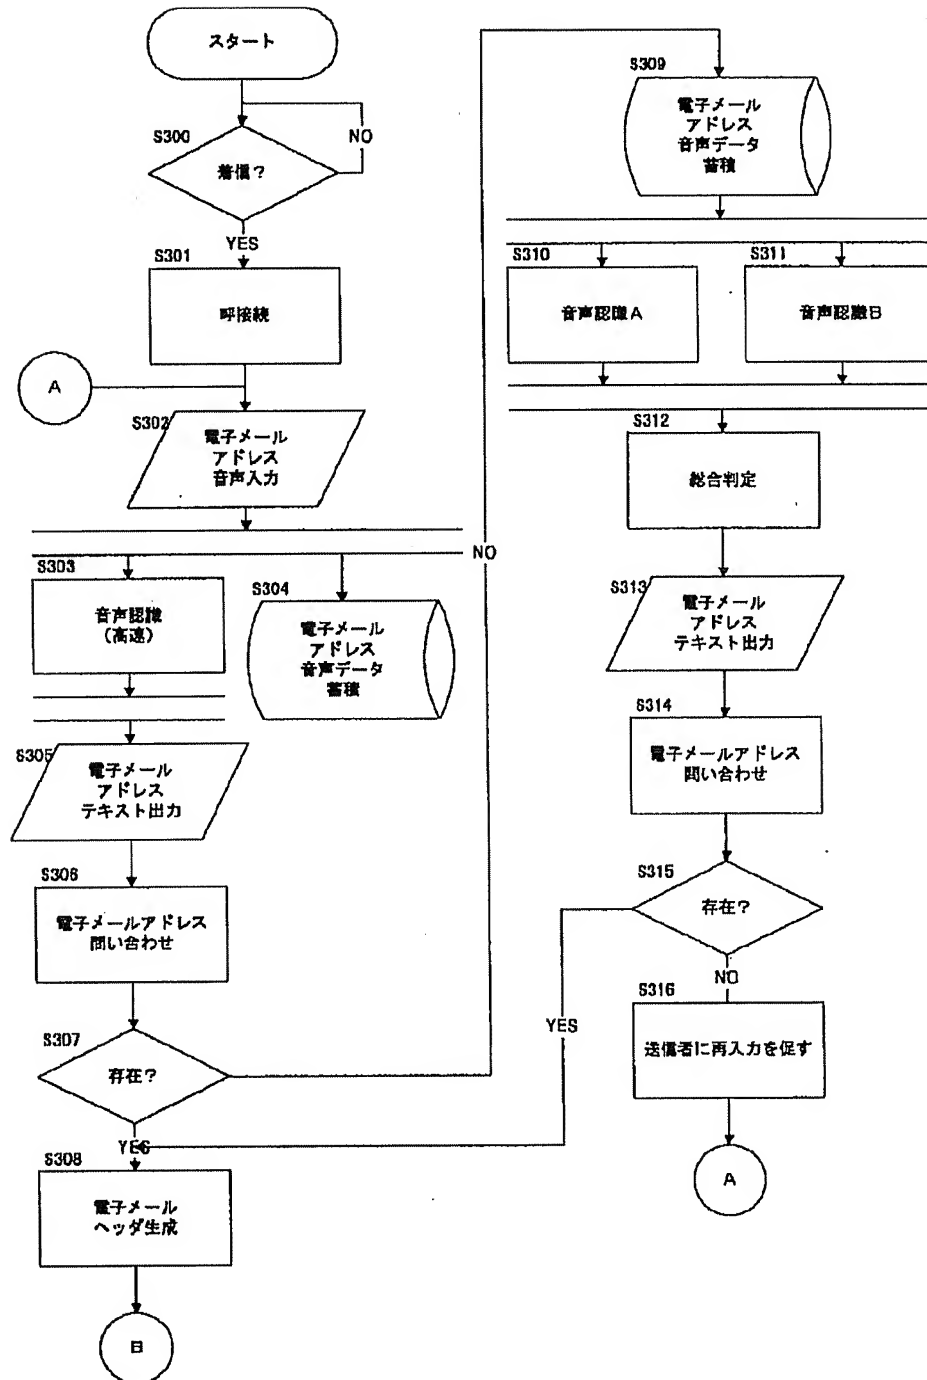 スタート
S300
NO
着信？
YES
S301
呼接続
A
S302
電子メール
アドレス
音声入力
S303
音声認識
（高速）
S304
電子メール
アドレス
音声データ
蓄積
S305
電子メール
アドレス
テキスト出力
S306
電子メールアドレス
問い合わせ
S307
存在？
NO
YES
S308
電子メール
ヘッダ生成
B
S309
電子メール
アドレス
音声データ
蓄積
S310
音声認識A
S311
音声認識B
S312
総合判定
S313
電子メール
アドレス
テキスト出力
S314
電子メールアドレス
問い合わせ
S315
存在？
YES
NO
S316
送信者に再入力を促す
A